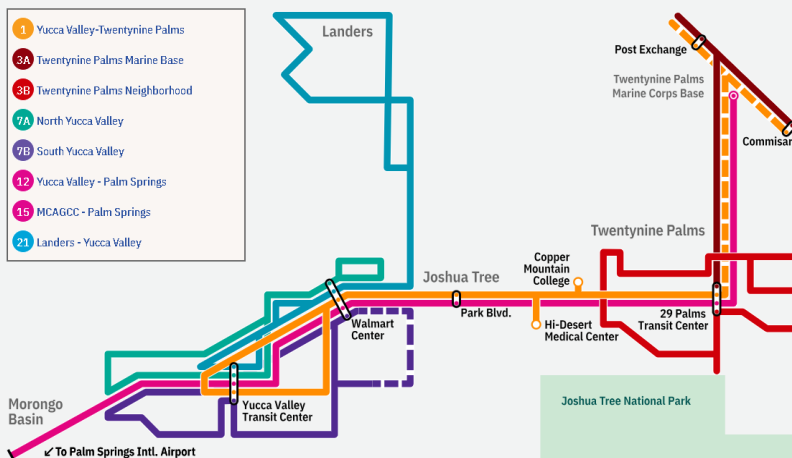 1 Yucca Valley-Twentynine Palms
3A Twentynine Palms Marine Base
3B Twentynine Palms Neighborhood
7A North Yucca Valley
7B South Yucca Valley
12 Yucca Valley - Palm Springs
15 MCAGCC - Palm Springs
21 Landers - Yucca Valley
Landers
Post Exchange
Twentynine Palms
Marine Corps Base
Commisar
Twentynine Palms
Copper
Mountain
College
Joshua Tree
Park Blvd.
Hi-Desert
Medical Center
29 Palms
Transit Center
Walmart
Center
Yucca Valley
Transit Center
Morongo
Basin
↙ To Palm Springs Intl. Airport
Joshua Tree National Park